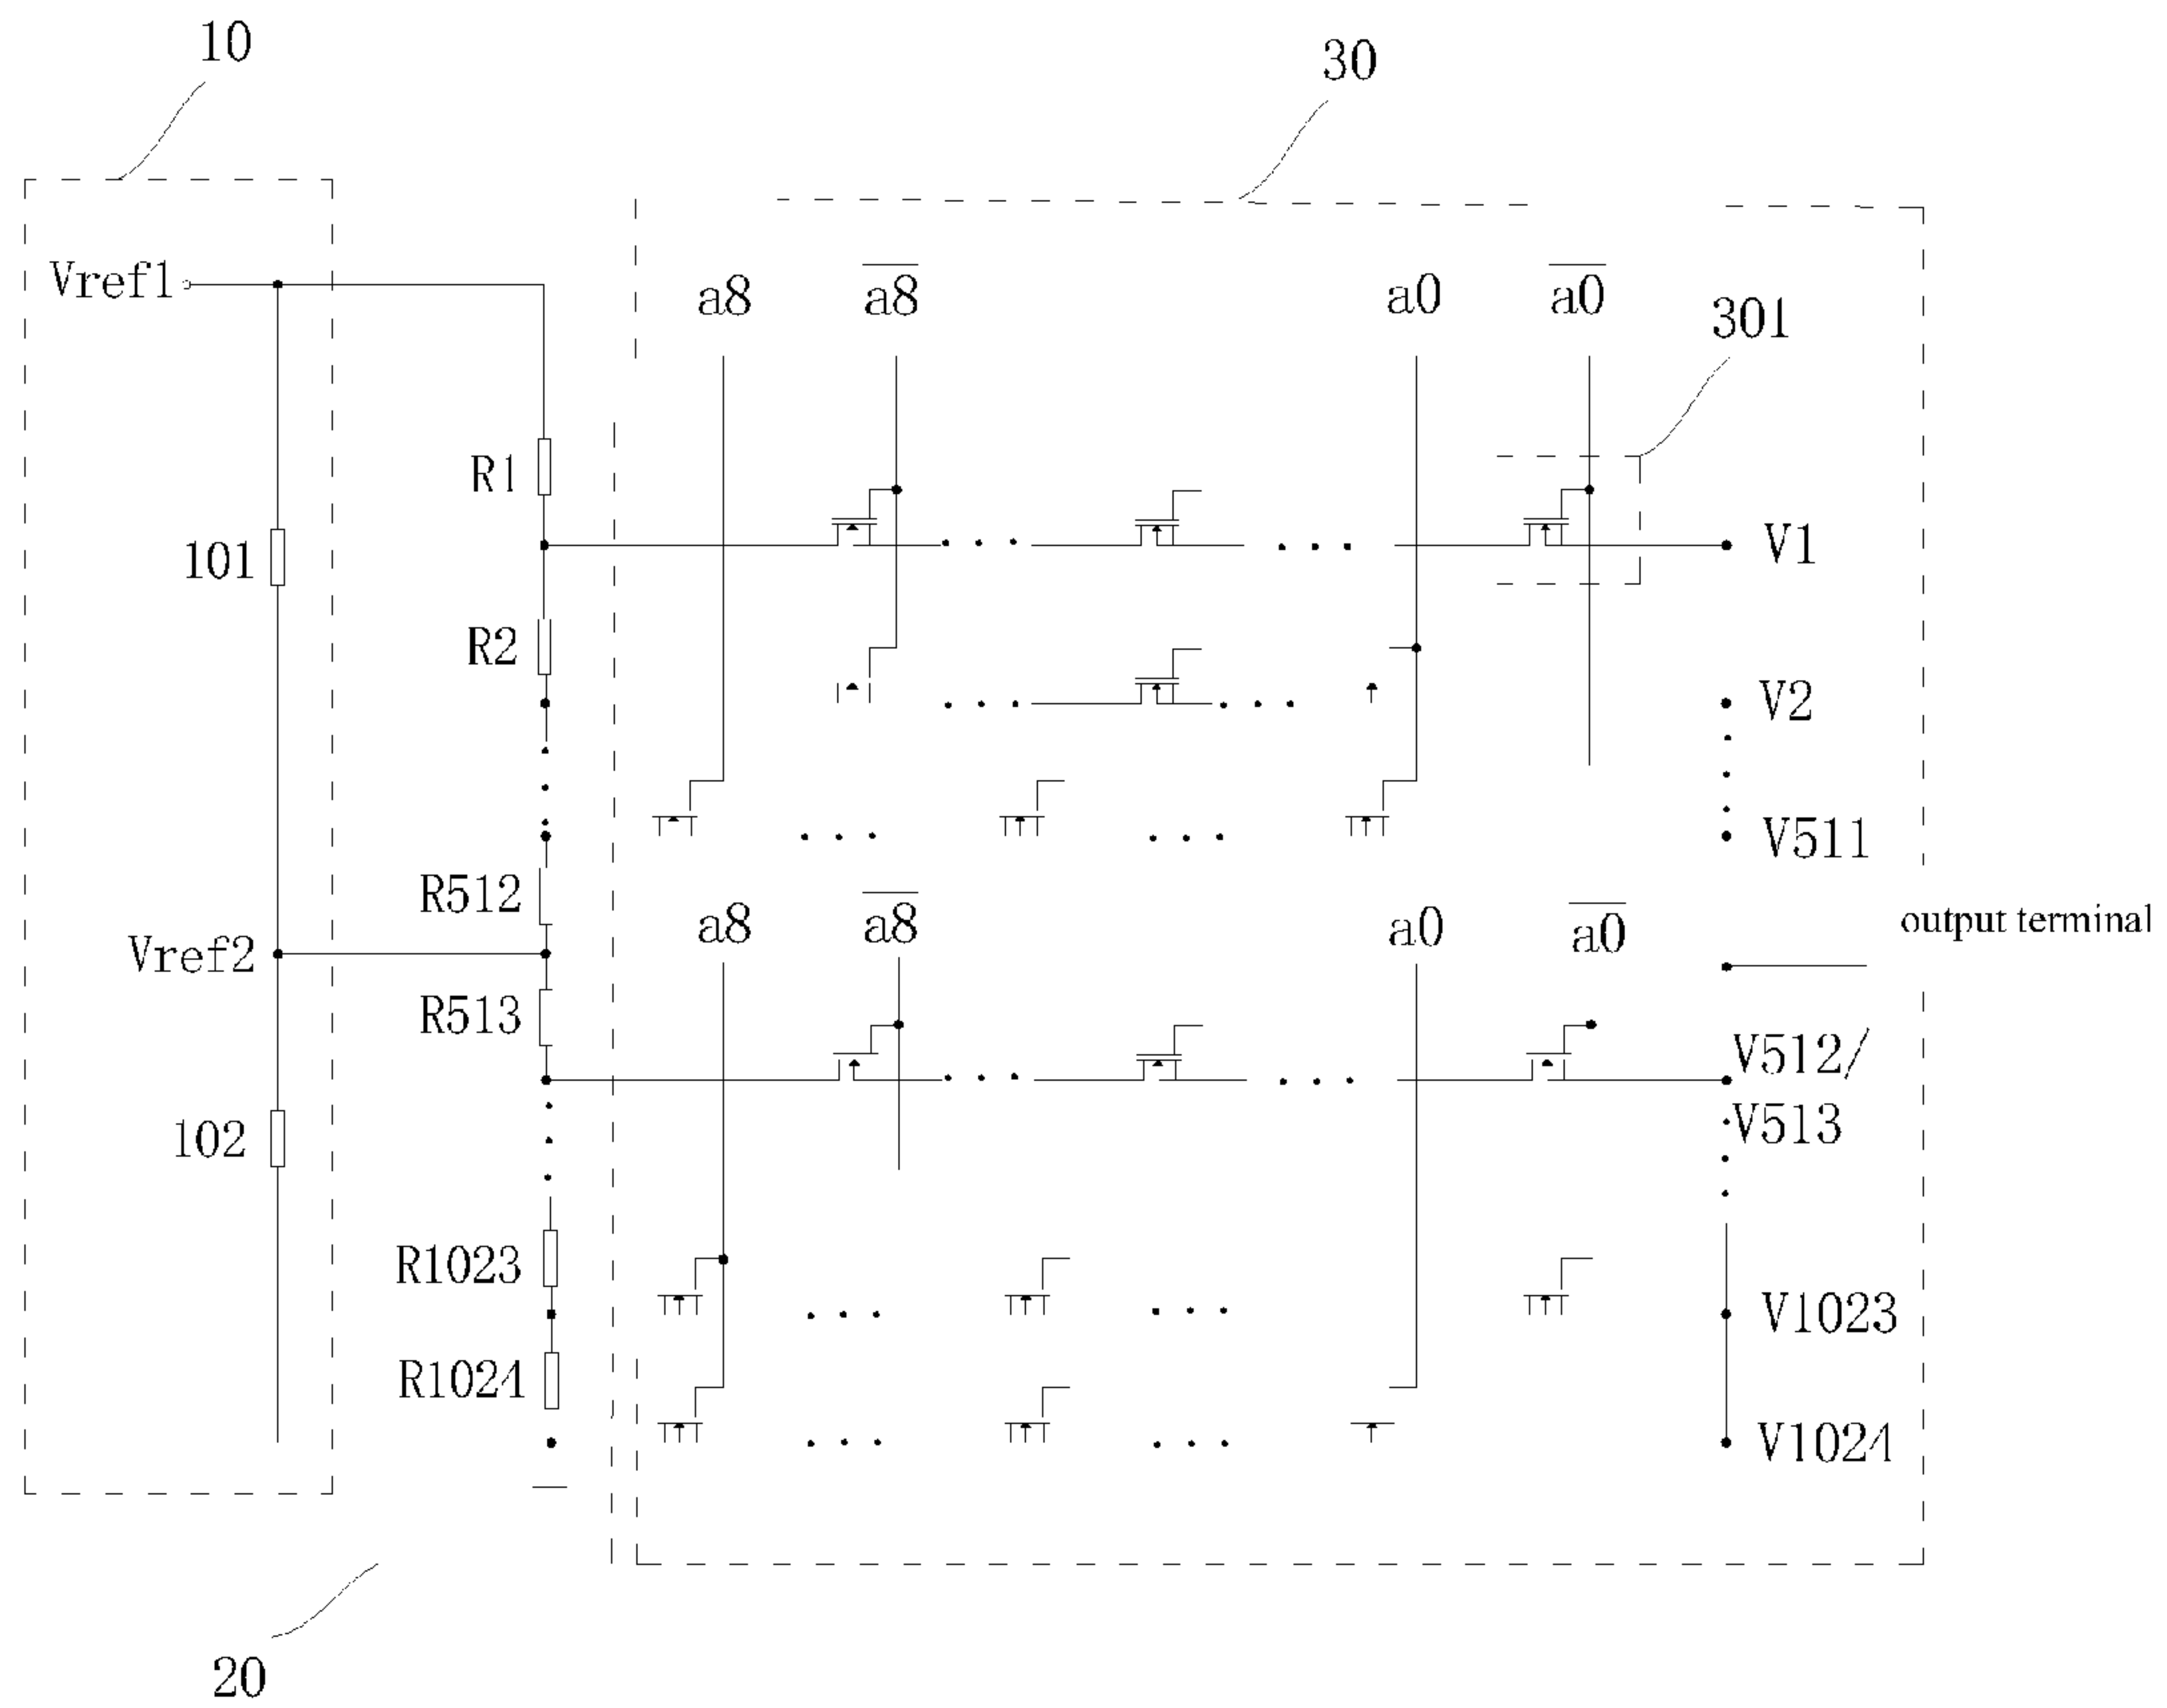 10
30
Vref1
a8
a8̅
a0
a0̅
301
R1
101
V1
R2
V2
V511
R512
a8
a8̅
a0
a0̅
output terminal
Vref2
R513
V512/
V513
102
R1023
V1023
R1024
V1024
20